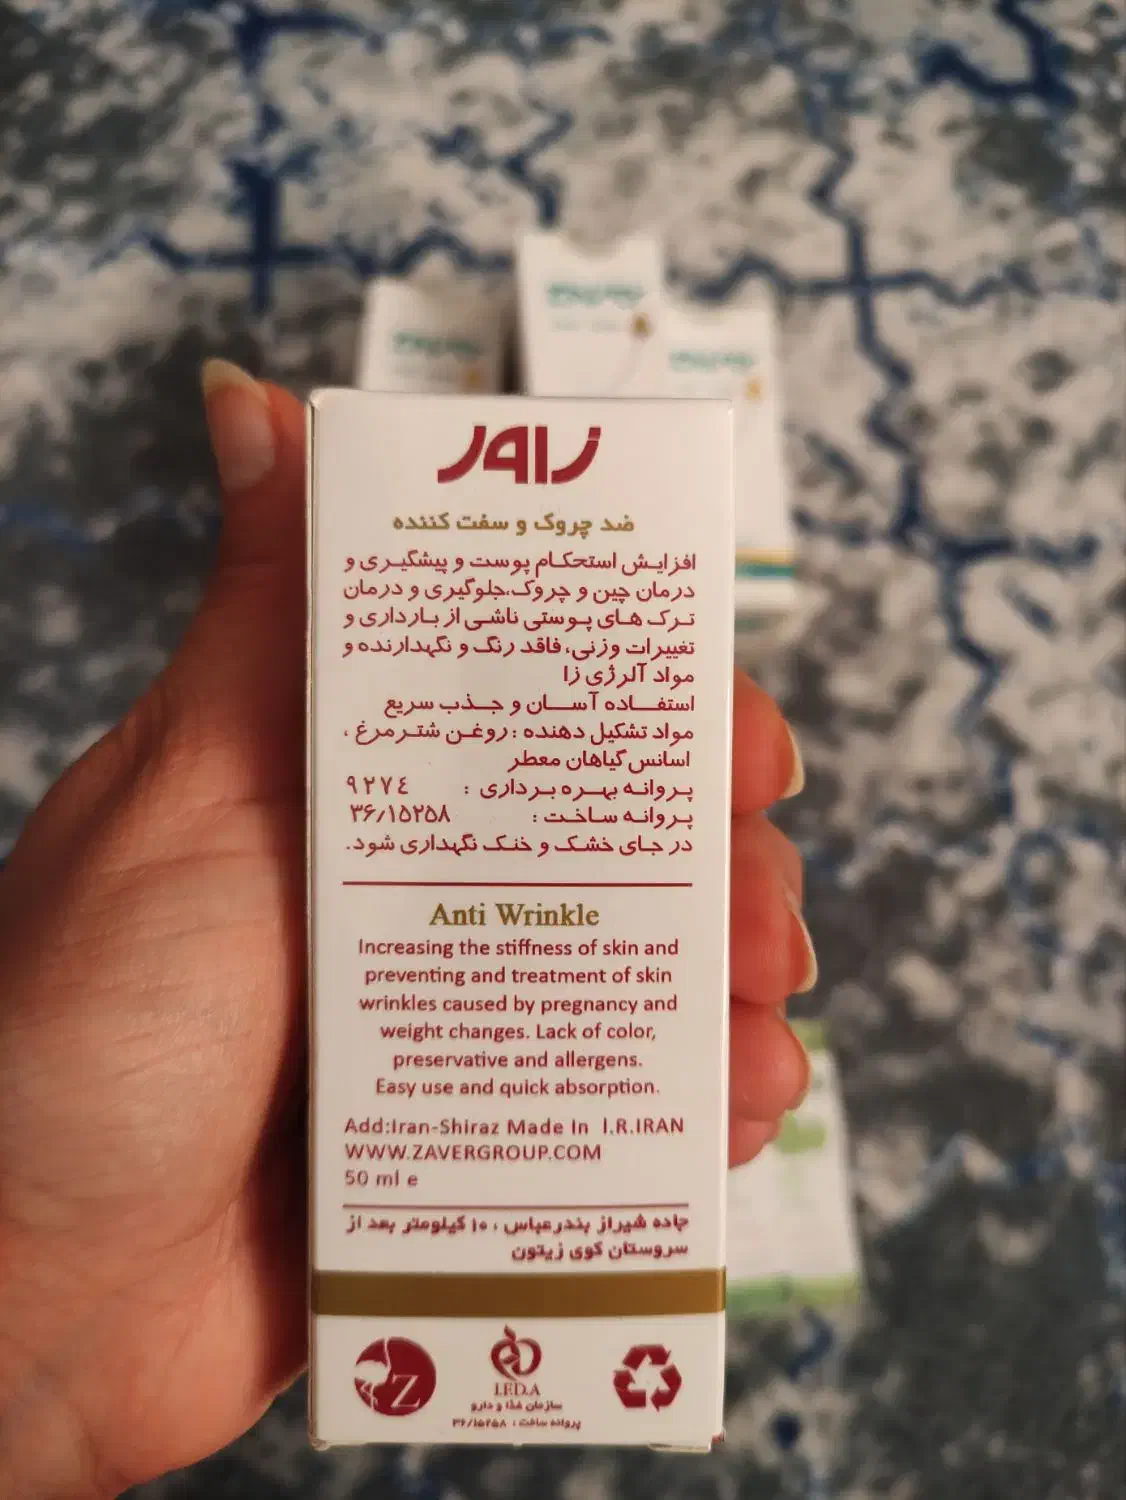 زاور
ضد چروک و سفت کننده
افزایش استحکام پوست و پیشگیری و
درمان چین و چروک،جلوگیری و درمان
ترک های پوستی ناشی از بارداری و
تغییرات وزنی، فاقد رنگ و نگهدارنده و
مواد آلرژی زا
استفاده آسان و جذب سریع
مواد تشکیل دهنده : روغن شترمرغ ،
اسانس گیاهان معطر
پروانه بهره برداری : ۹۲۷٤
پروانه ساخت : ۳۶/۱۵۲۵۸
در جای خشک و خنک نگهداری شود.
Anti Wrinkle
Increasing the stiffness of skin and
preventing and treatment of skin
wrinkles caused by pregnancy and
weight changes. Lack of color,
preservative and allergens.
Easy use and quick absorption.
Add:Iran-Shiraz Made In I.R.IRAN
WWW.ZAVERGROUP.COM
50 ml e
جاده شیراز بندرعباس ، ۱۰ کیلومتر بعد از
سروستان کوی زیتون
Z
I.F.D.A
سازمان غذا و دارو
پروانه ساخت : ۳۶/۱۵۲۵۸